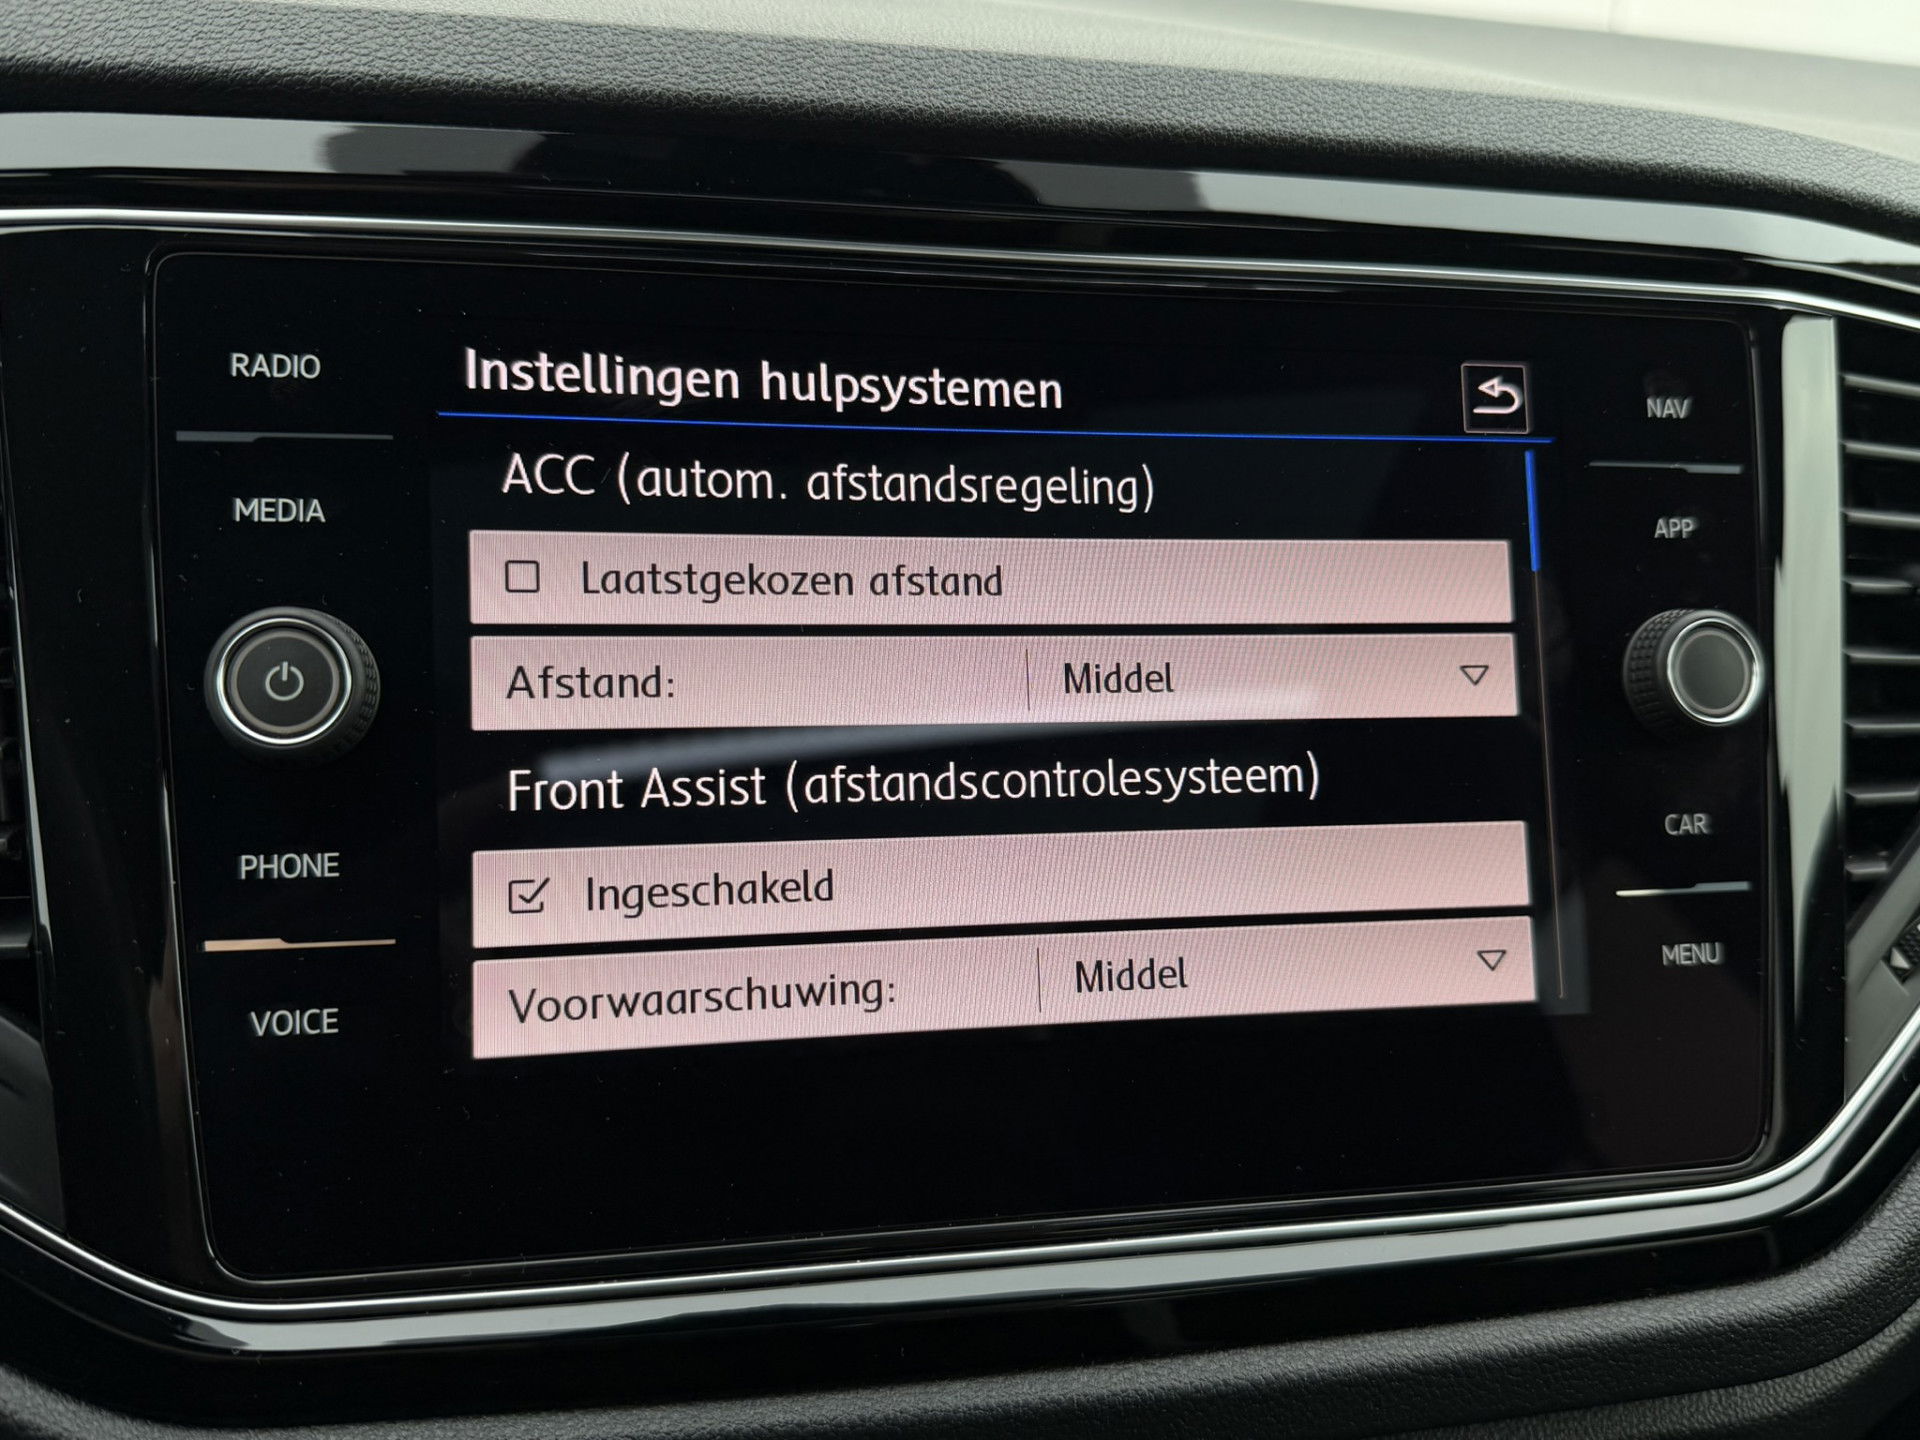 RADIO
MEDIA
PHONE
VOICE
Instellingen hulpsystemen
ACC (autom. afstandsregeling)
Laatstgekozen afstand
Afstand: Middel
Front Assist (afstandscontrolesysteem)
Ingeschakeld
Voorwaarschuwing: Middel
NAV
APP
CAR
MENU